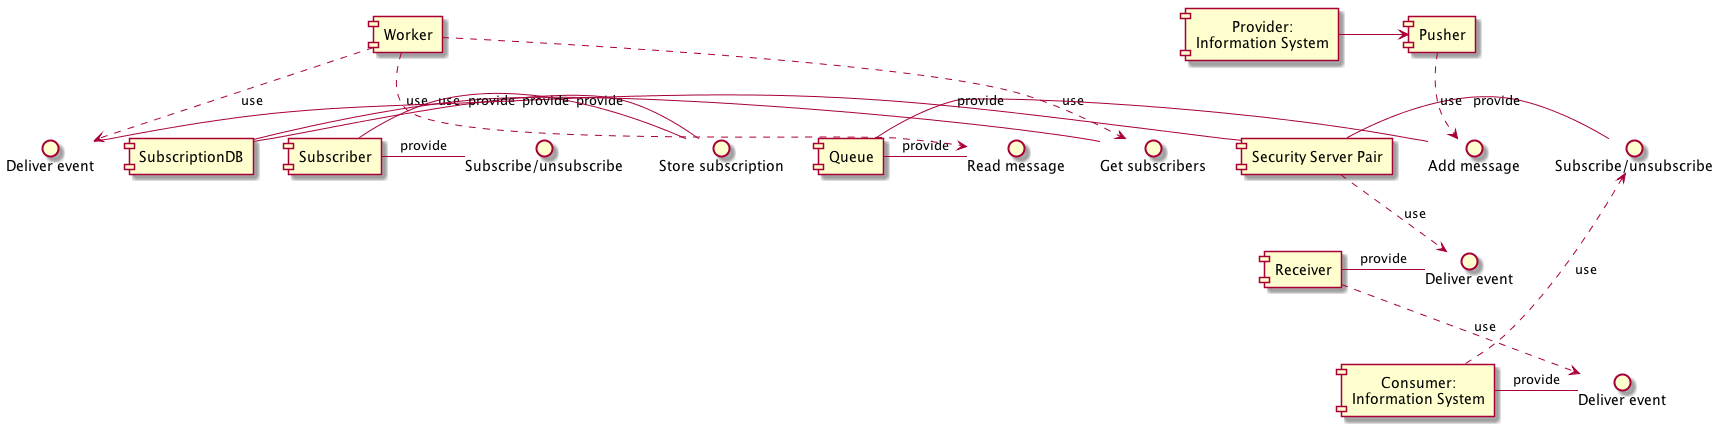 Provider:
Information System
Worker
Pusher
use
use
use
provide
provide
provide
provide
use
use
provide
SubscriptionDB
Subscriber
provide
Queue
provide
Security Server Pair
Deliver event
Subscribe/unsubscribe
Store subscription
Read message
Get subscribers
Add message
Subscribe/unsubscribe
use
Receiver
provide
Deliver event
use
use
Consumer:
Information System
provide
Deliver event